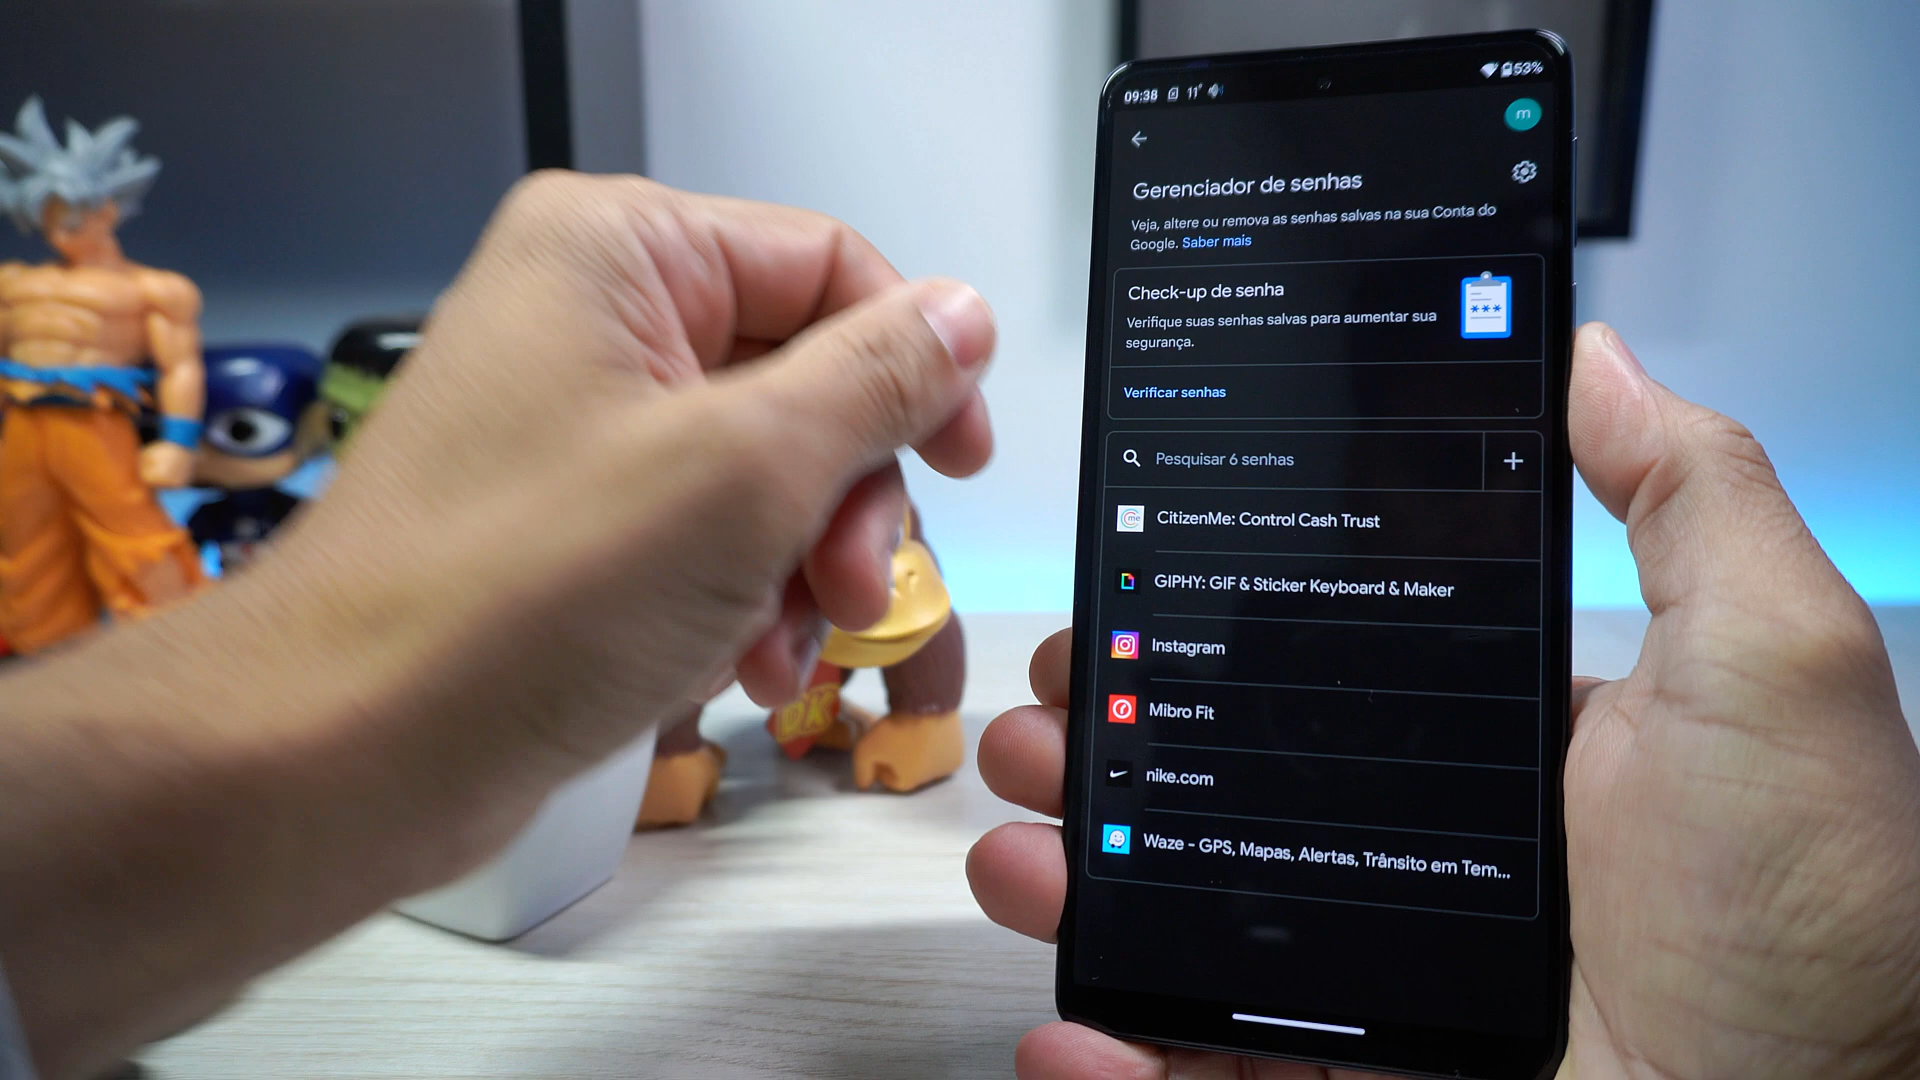 09:38 11° 53%
m
Gerenciador de senhas
Veja, altere ou remova as senhas salvas na sua Conta do
Google. Saber mais
Check-up de senha
Verifique suas senhas salvas para aumentar sua
segurança.
***
Verificar senhas
Pesquisar 6 senhas
me CitizenMe: Control Cash Trust
GIPHY: GIF & Sticker Keyboard & Maker
Instagram
Mibro Fit
nike.com
Waze - GPS, Mapas, Alertas, Trânsito em Tem...
DK